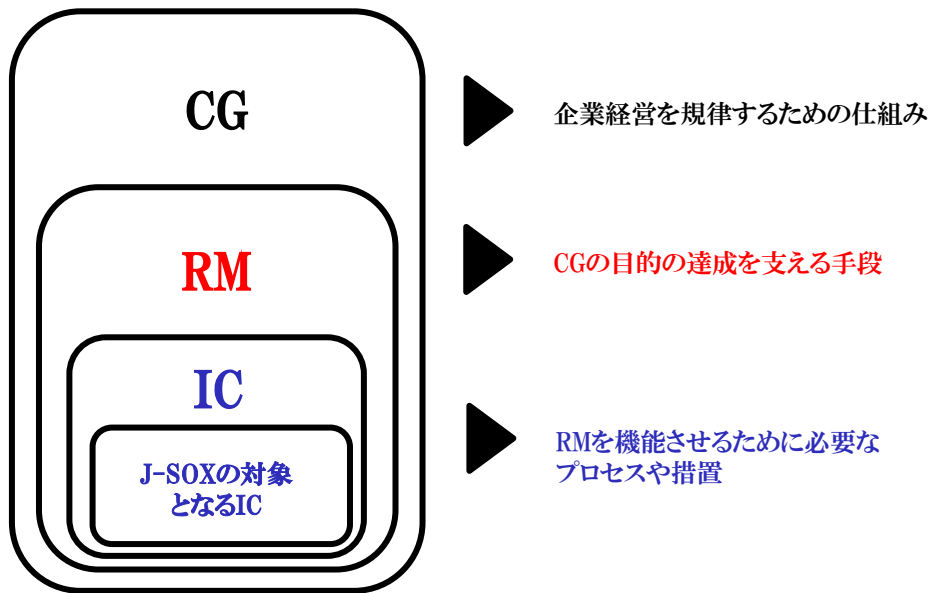 CG
企業経営を規律するための仕組み
RM
CGの目的の達成を支える手段
IC
RMを機能させるために必要な
プロセスや措置
J-SOXの対象
となるIC